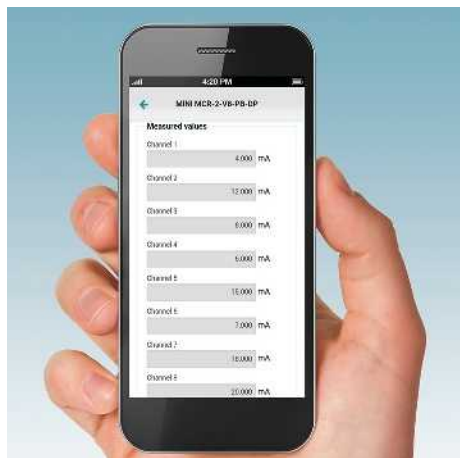 4:20 PM
MINI MCR-2-V8-PB-DP
Measured values
Channel 1
4.000 mA
Channel 2
12.000 mA
Channel 3
8.000 mA
Channel 4
6.000 mA
Channel 5
15.000 mA
Channel 6
7.000 mA
Channel 7
16.000 mA
Channel 8
20.000 mA